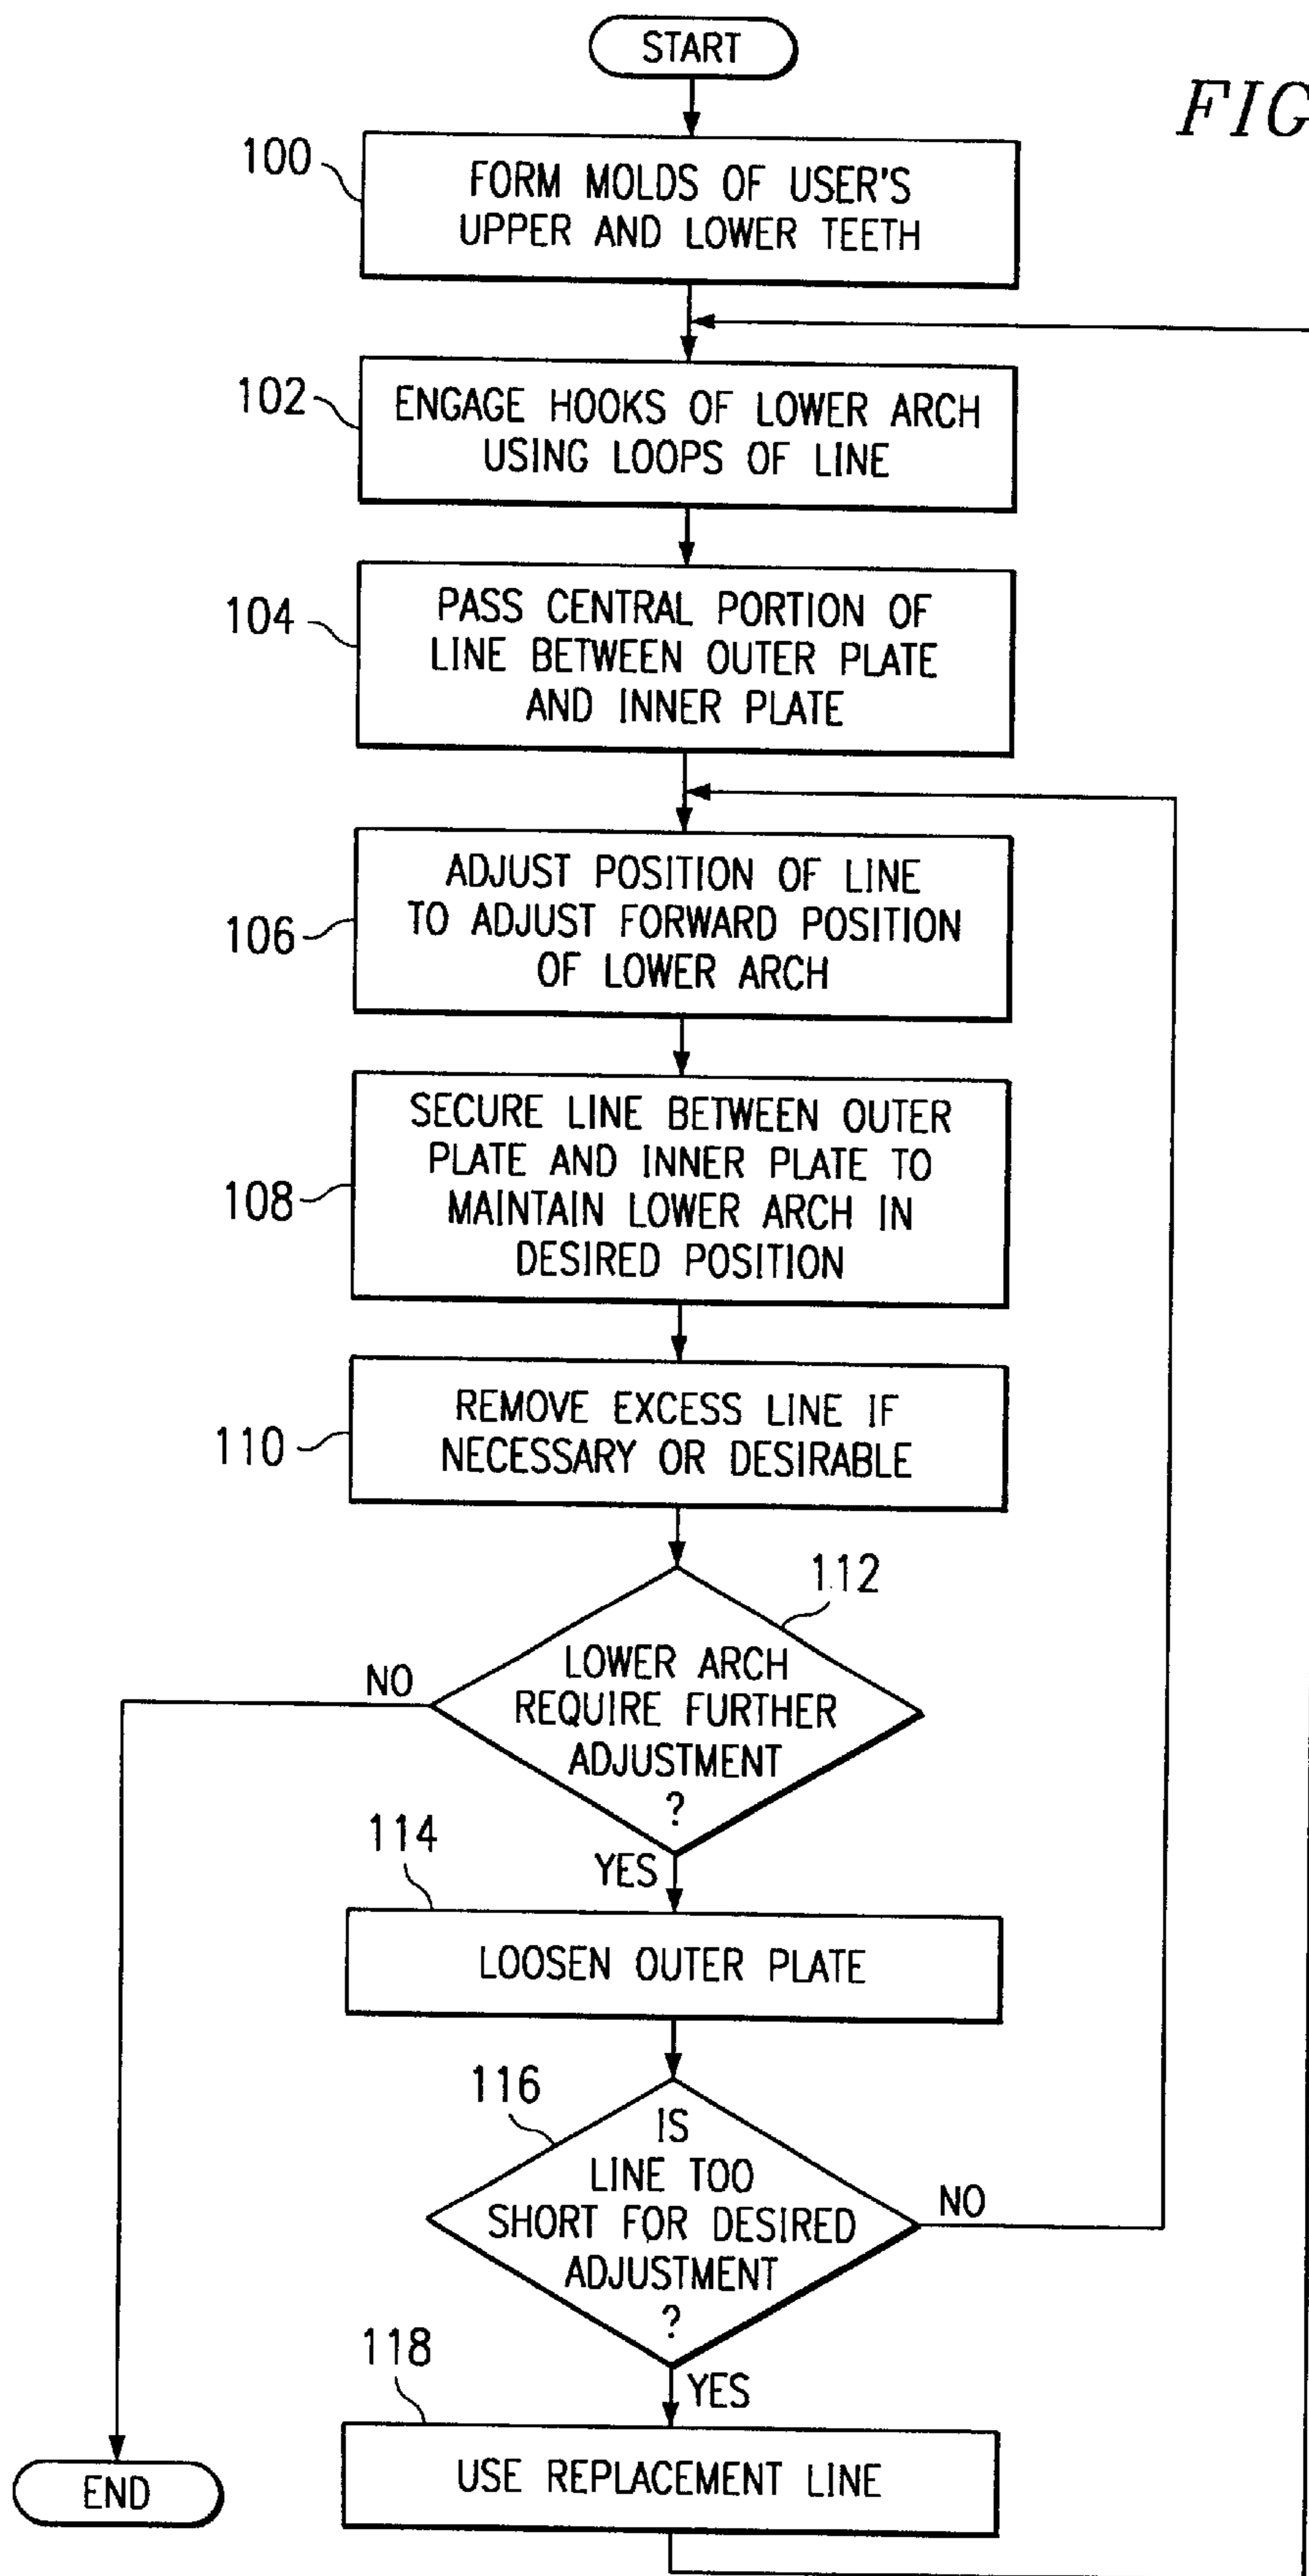 START
FIG
100
FORM MOLDS OF USER'S
UPPER AND LOWER TEETH
102
ENGAGE HOOKS OF LOWER ARCH
USING LOOPS OF LINE
104
PASS CENTRAL PORTION OF
LINE BETWEEN OUTER PLATE
AND INNER PLATE
106
ADJUST POSITION OF LINE
TO ADJUST FORWARD POSITION
OF LOWER ARCH
108
SECURE LINE BETWEEN OUTER
PLATE AND INNER PLATE TO
MAINTAIN LOWER ARCH IN
DESIRED POSITION
110
REMOVE EXCESS LINE IF
NECESSARY OR DESIRABLE
112
NO
LOWER ARCH
REQUIRE FURTHER
ADJUSTMENT
?
114
YES
LOOSEN OUTER PLATE
116
IS
LINE TOO
SHORT FOR DESIRED
ADJUSTMENT
?
NO
118
YES
USE REPLACEMENT LINE
END